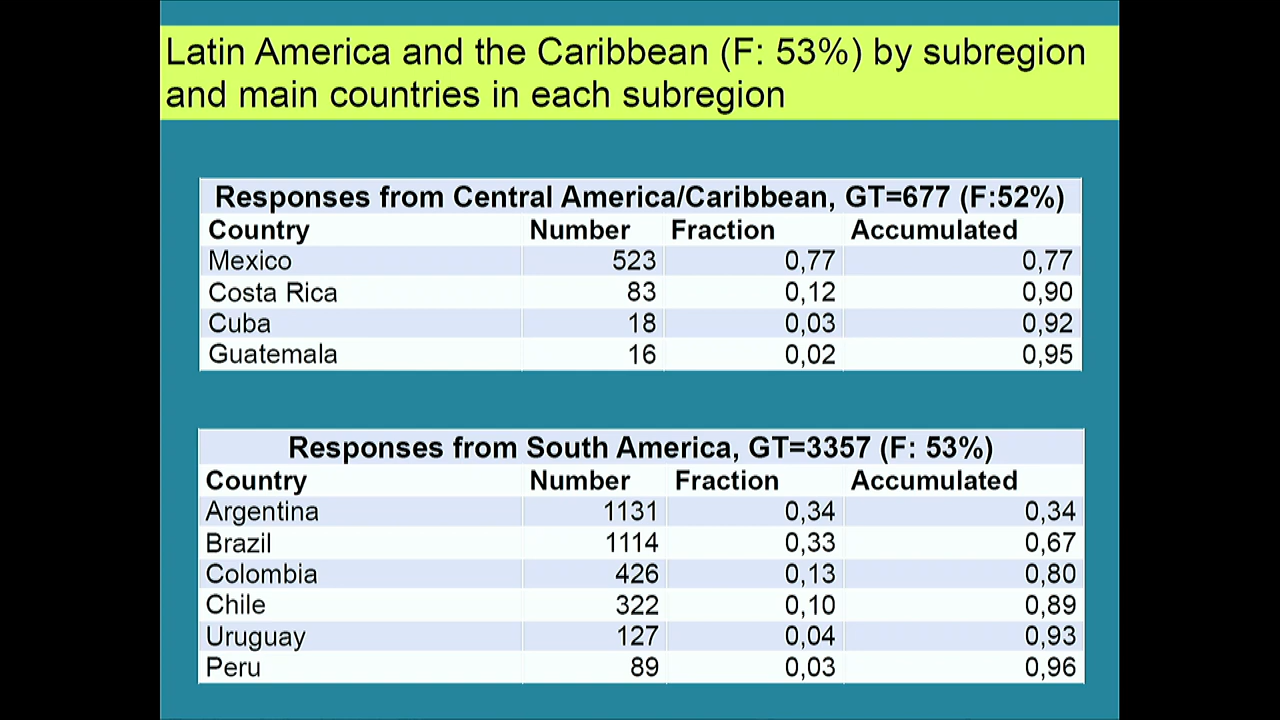 Latin America and the Caribbean (F: 53%) by subregion
and main countries in each subregion
Responses from Central America/Caribbean, GT=677 (F:52%)
Country Number Fraction Accumulated
Mexico 523 0,77 0,77
Costa Rica 83 0,12 0,90
Cuba 18 0,03 0,92
Guatemala 16 0,02 0,95
Responses from South America, GT=3357 (F: 53%)
Country Number Fraction Accumulated
Argentina 1131 0,34 0,34
Brazil 1114 0,33 0,67
Colombia 426 0,13 0,80
Chile 322 0,10 0,89
Uruguay 127 0,04 0,93
Peru 89 0,03 0,96